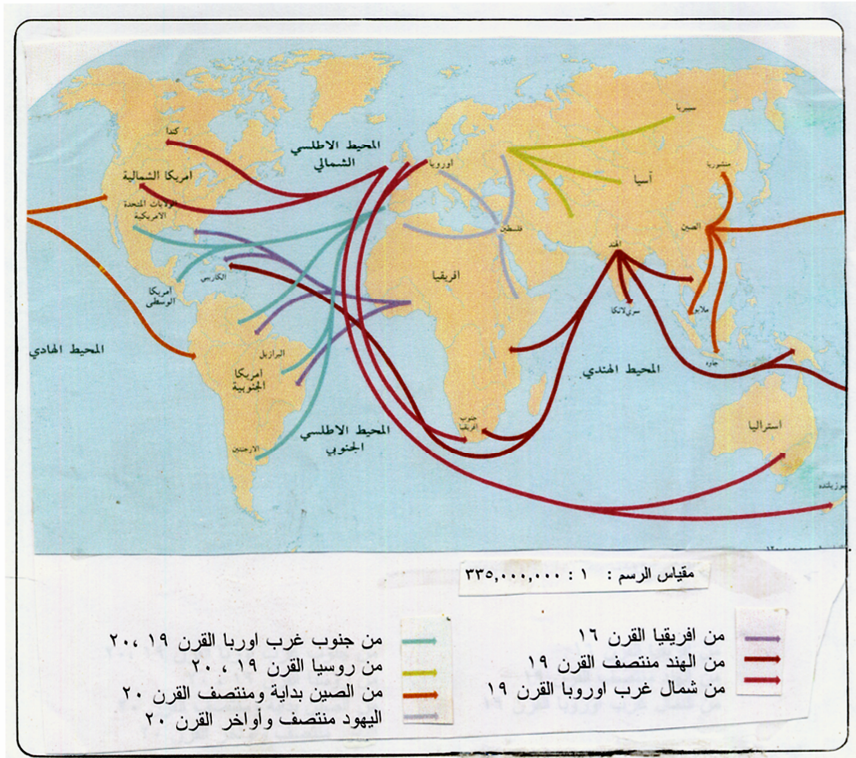 سيبريا
كندا
المحيط الاطلسي
الشمالي
اوروبا
منشوريا
امريكا الشمالية
آسيا
الولايات المتحدة
الامريكية
فلسطين
الصين
الهند
افريقيا
الكاريبي
أمريكا
الوسطى
سري لانكا
ملايو
المحيط الهادي
البرازيل
جاوه
امريكا
الجنوبية
المحيط الهندي
جنوب
أفريقيا
استراليا
المحيط الاطلسي
الجنوبي
الارجنتين
مقياس الرسم : ١ : ٣٣٥,٠٠٠,٠٠٠
من افريقيا القرن ١٦
من الهند منتصف القرن ١٩
من شمال غرب اوروبا القرن ١٩
من جنوب غرب اوربا القرن ١٩ ،٢٠
من روسيا القرن ١٩ ، ٢٠
من الصين بداية ومنتصف القرن ٢٠
اليهود منتصف وأواخر القرن ٢٠